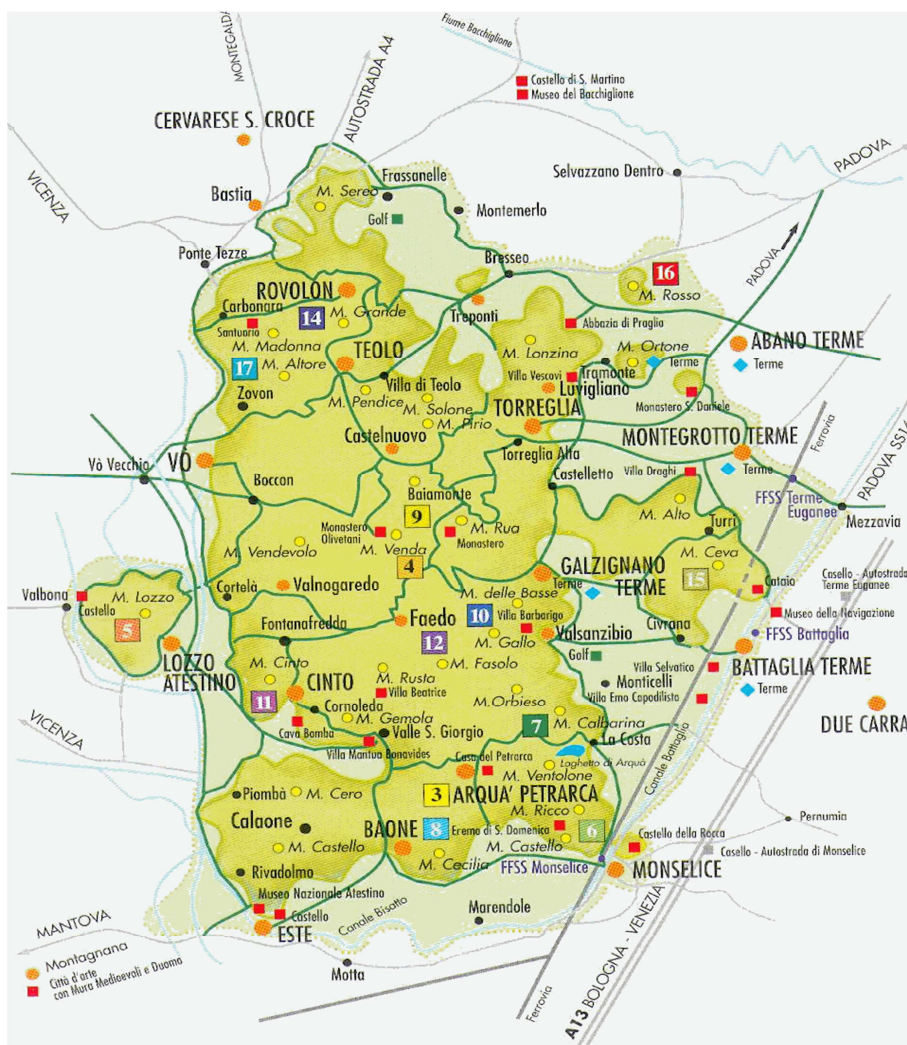 MONTEGALDA
AUTOSTRADA A4
Fiume Bacchiglione
Castello di S. Martino
Museo del Bacchiglione
CERVARESE S. CROCE
VICENZA
PADOVA
Selvazzano Dentro
Frassanelle
M. Sereo
Bastia
Golf
Montemerlo
Ponte Tezze
Bresseo
PADOVA
16
M. Rosso
ROVOLON
Carbonara
14
M. Grande
Treponti
Santuario
M. Madonna
Abbazia di Praglia
ABANO TERME
Terme
M. Ortone
M. Lonzina
17
M. Altore
TEOLO
Tramonte
Terme
Villa Vescovi
Luvigliano
Villa di Teolo
Zovon
M. Pendice
M. Solone
Monastero S. Daniele
TORREGLIA
M. Pirio
Castelnuovo
MONTEGROTTO TERME
Ferrovia
PADOVA SS16
Torreglia Alta
Vò Vecchio
VO'
Villa Draghi
Terme
Castelletto
Boccon
Baiamonte
FFSS Terme
Euganee
M. Alto
Mezzavia
9
M. Rua
Turri
Monastero
Olivetani
M. Venda
Monastero
M. Vendevolo
4
GALZIGNANO
TERME
M. Ceva
15
Casello - Autostrada
Terme Euganee
Valbona
Castello
M. Lozzo
Cortelà
Valnogaredo
Terme
Cataio
M. delle Basse
5
Faedo
10
Villa Barbarigo
Museo della Navigazione
Fontanafredda
12
M. Gallo
Valsanzibio
Civrana
FFSS Battaglia
LOZZO
ATESTINO
M. Cinto
M. Fasolo
Golf
Villa Selvatico
BATTAGLIA TERME
CINTO
M. Rusta
Villa Beatrice
Monticelli
11
M.Orbieso
Villa Emo Capodilista
Terme
Cornoleda
M. Gemola
7
M. Calbarina
DUE CARRA
VICENZA
Cava Bomba
Valle S. Giorgio
La Costa
Villa Mantua Benavides
Casa del Petrarca
Laghetto di Arquà
M. Ventolone
Canale Battaglia
Piombà
M. Cero
3
ARQUA' PETRARCA
M. Ricco
Pernumia
Calaone
BAONE
8
Eremo di S. Domenica
6
Castello della Rocca
M. Castello
M. Castello
Casello - Autostrada di Monselice
M. Cecilia
FFSS Monselice
MONSELICE
Rivadolmo
Museo Nazionale Atestino
Castello
Marendole
MANTOVA
ESTE
Canale Bisatto
Montagnana
Motta
Città d'arte
con Mura Medioevali e Duomo
Ferrovia
A13 BOLOGNA - VENEZIA